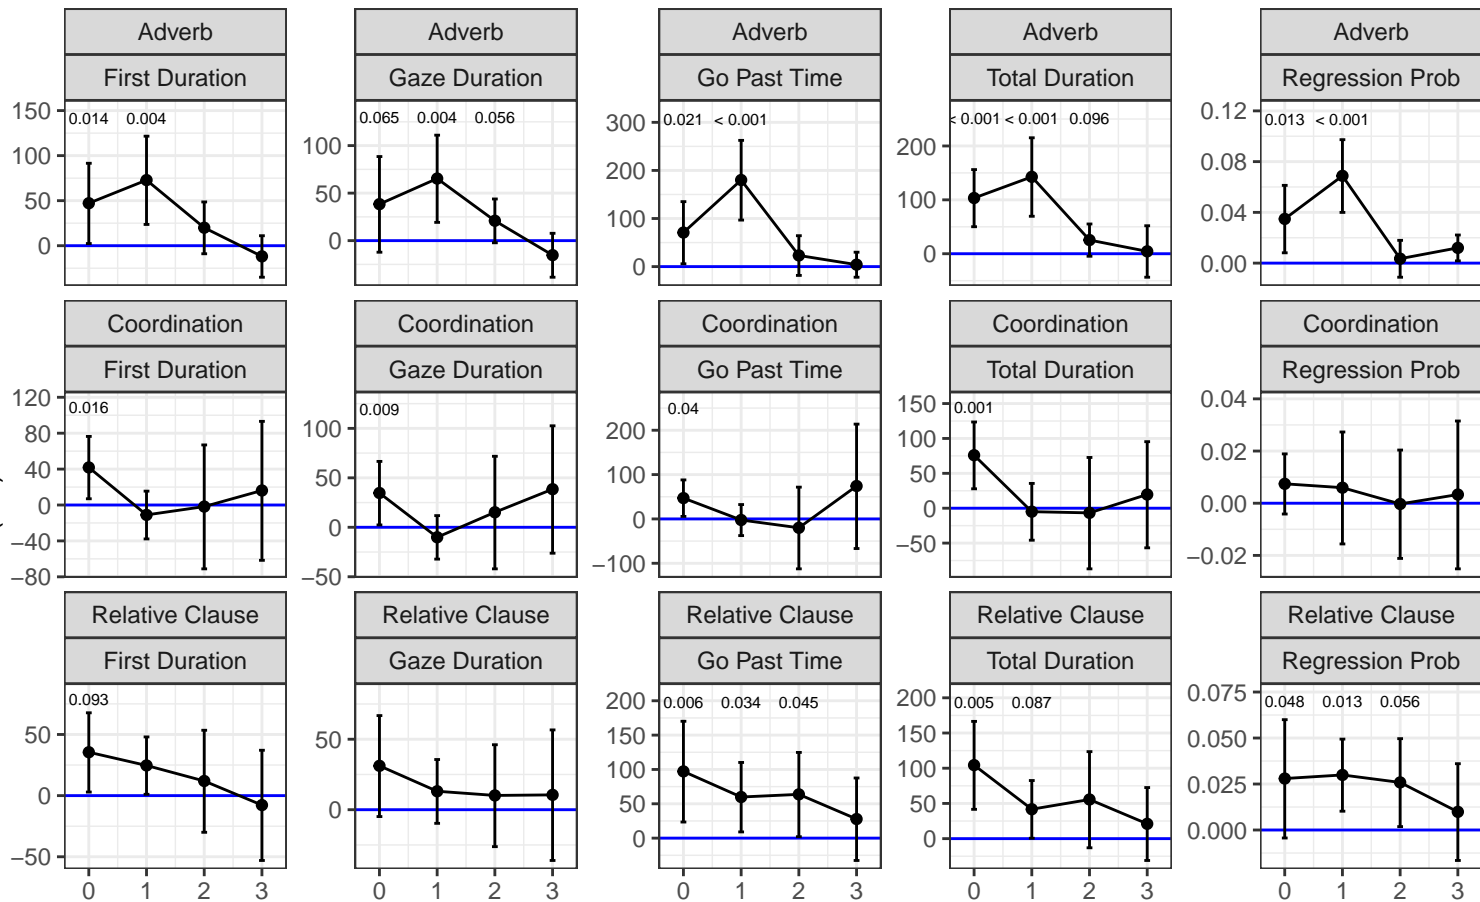 Adverb Adverb Adverb Adverb Adverb
First Duration Gaze Duration Go Past Time Total Duration Regression Prob
150 100 50 0
0.014 0.004
100 50 0
0.065 0.004 0.056
300 200 100 0
0.021 < 0.001
200 100 0
< 0.001 < 0.001 0.096
0.12 0.08 0.04 0.00
0.013 < 0.001
Coordination Coordination Coordination Coordination Coordination
First Duration Gaze Duration Go Past Time Total Duration Regression Prob
120 80 40 0 −40 −80
0.016
100 50 0 −50
0.009
200 100 0 −100
0.04
150 100 50 0 −50
0.001
0.04 0.02 0.00 −0.02
Relative Clause Relative Clause Relative Clause Relative Clause Relative Clause
First Duration Gaze Duration Go Past Time Total Duration Regression Prob
50 0 −50
0.093
50 0
200 150 100 50 0
0.006 0.034 0.045
200 150 100 50 0
0.005 0.087
0.075 0.050 0.025 0.000
0.048 0.013 0.056
0 1 2 3 0 1 2 3 0 1 2 3 0 1 2 3 0 1 2 3